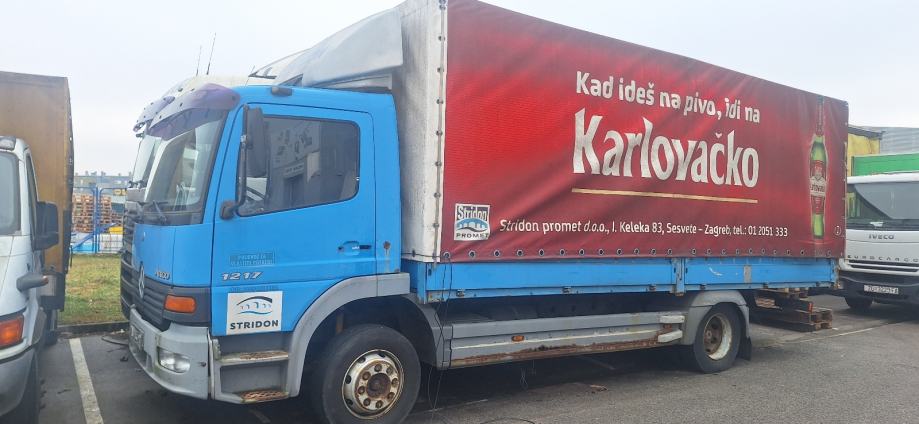 Kad ideš na pivo, idi na
Karlovačko
Stridon
PROMET
Stridon promet d.o.o., I. Keleka 83, Sesvete - Zagreb, tel.: 01 2051 333
1217
STRIDON
IVECO
EUROCARGO